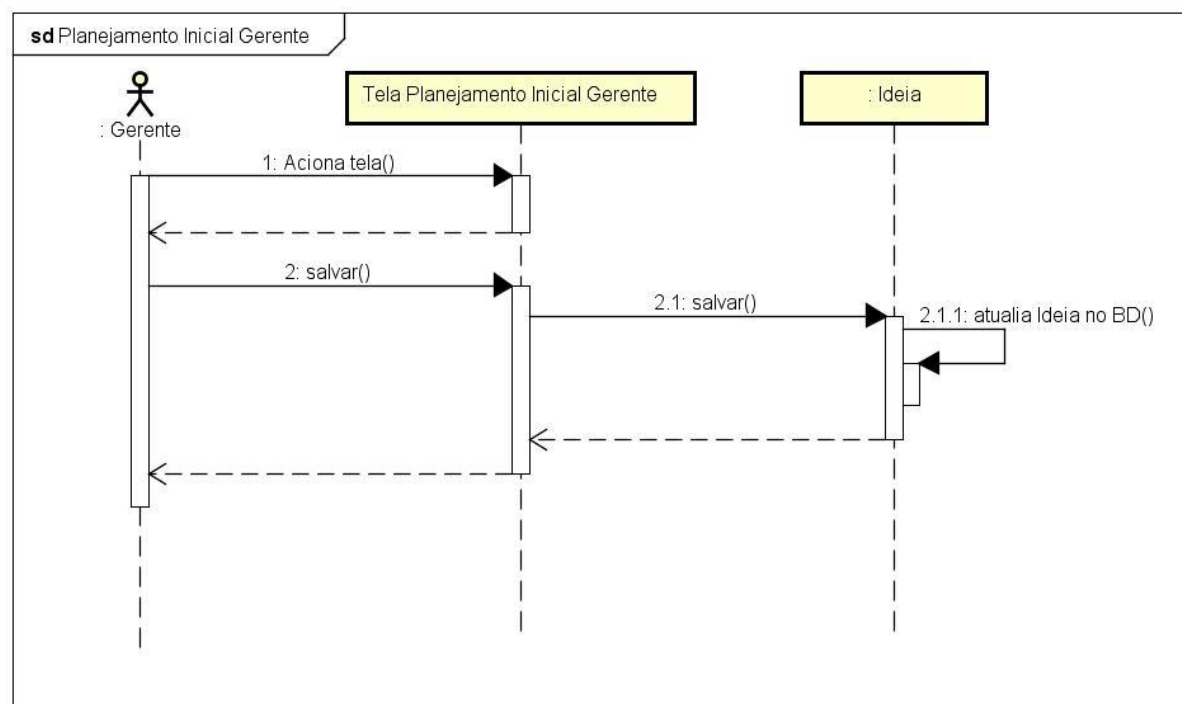 sd Planejamento Inicial Gerente
: Gerente
Tela Planejamento Inicial Gerente
: Ideia
1: Aciona tela()
2: salvar()
2.1: salvar()
2.1.1: atualia Ideia no BD()